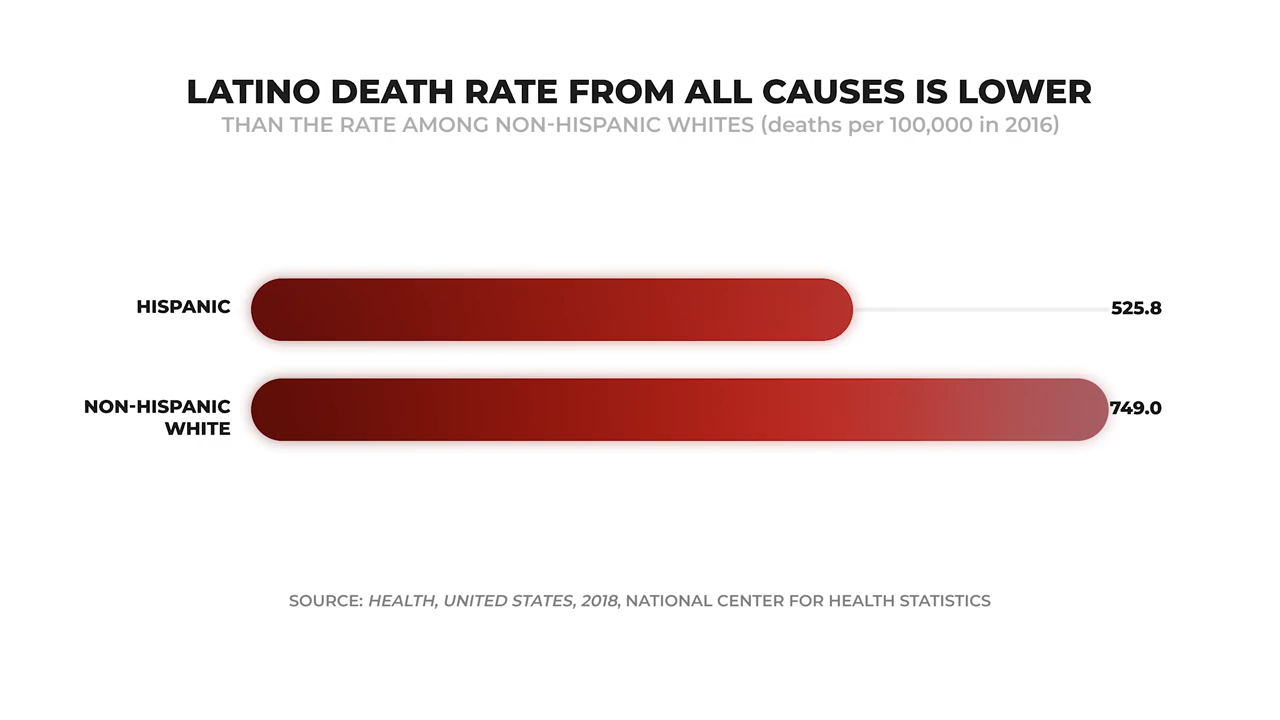 LATINO DEATH RATE FROM ALL CAUSES IS LOWER
THAN THE RATE AMONG NON-HISPANIC WHITES (deaths per 100,000 in 2016)
HISPANIC
525.8
NON-HISPANIC
WHITE
749.0
SOURCE: HEALTH, UNITED STATES, 2018, NATIONAL CENTER FOR HEALTH STATISTICS